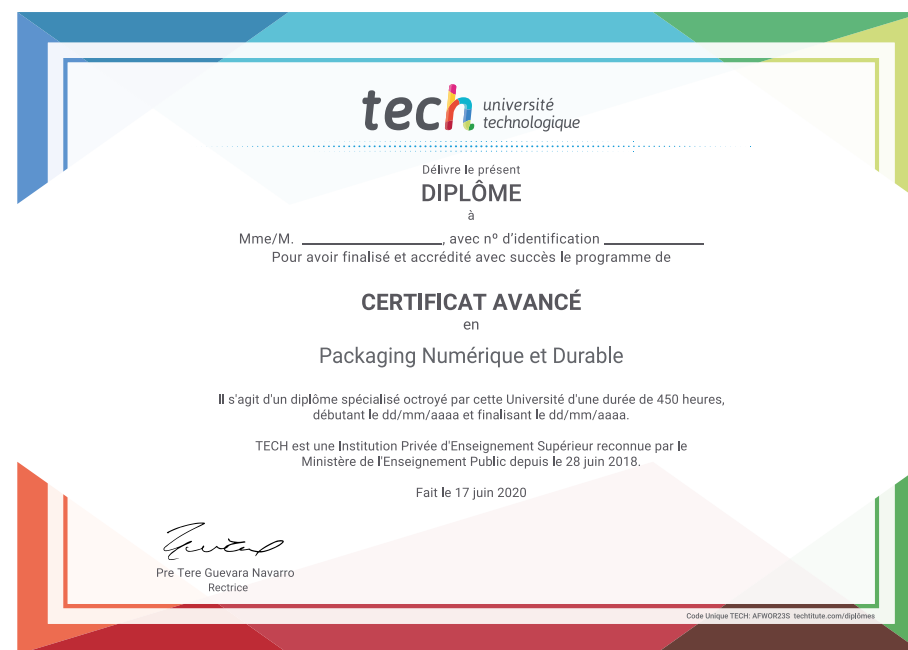 tech université
technologique
Délivre le présent
DIPLÔME
à
Mme/M. , avec nº d'identification
Pour avoir finalisé et accrédité avec succès le programme de
CERTIFICAT AVANCÉ
en
Packaging Numérique et Durable
Il s'agit d'un diplôme spécialisé octroyé par cette Université d'une durée de 450 heures,
débutant le dd/mm/aaaa et finalisant le dd/mm/aaaa.
TECH est une Institution Privée d'Enseignement Supérieur reconnue par le
Ministère de l'Enseignement Public depuis le 28 juin 2018.
Fait le 17 juin 2020
Pre Tere Guevara Navarro
Rectrice
Code Unique TECH: AFWOR23S techtitute.com/diplômes